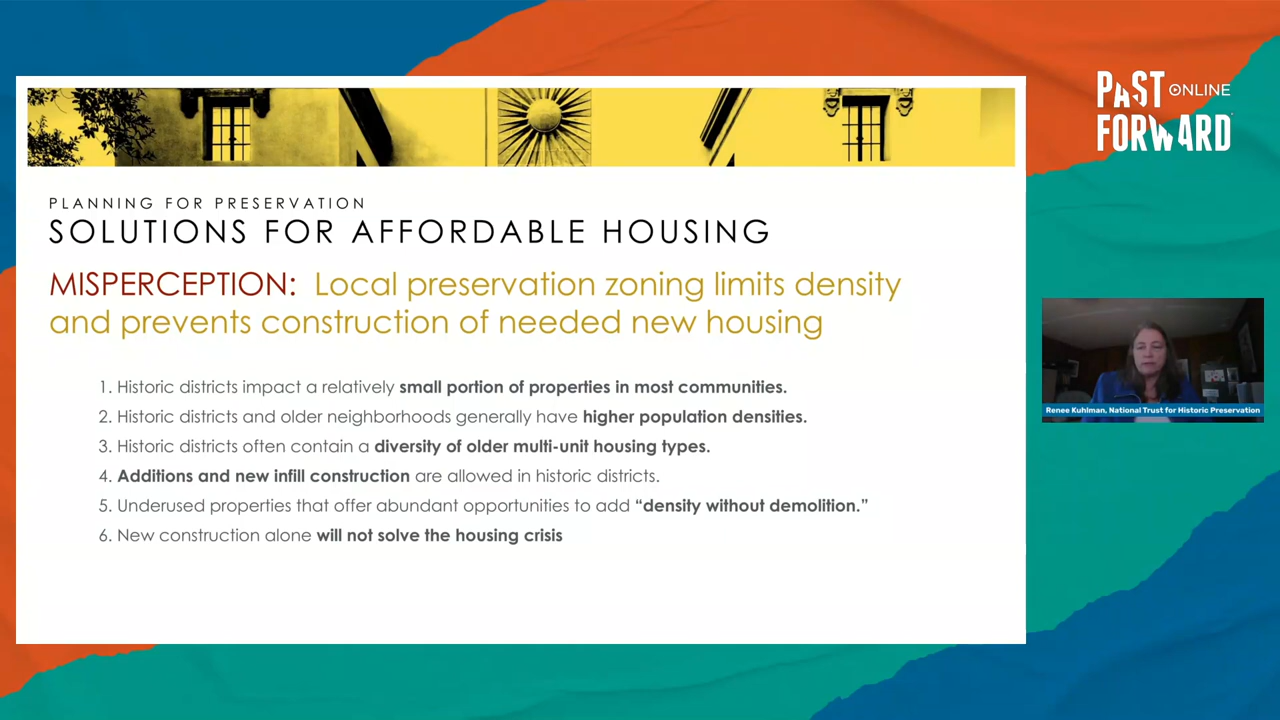 PLANNING FOR PRESERVATION
SOLUTIONS FOR AFFORDABLE HOUSING
MISPERCEPTION: Local preservation zoning limits density
and prevents construction of needed new housing
1. Historic districts impact a relatively small portion of properties in most communities.
2. Historic districts and older neighborhoods generally have higher population densities.
3. Historic districts often contain a diversity of older multi-unit housing types.
4. Additions and new infill construction are allowed in historic districts.
5. Underused properties that offer abundant opportunities to add “density without demolition.”
6. New construction alone will not solve the housing crisis
PAST ONLINE
FORWARD
Renee Kuhlman, National Trust for Historic Preservation